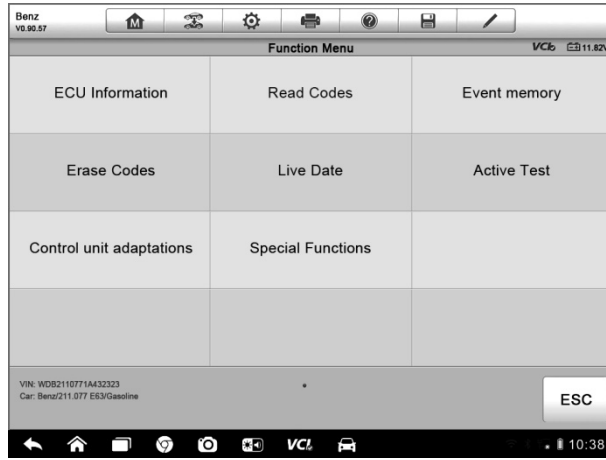 Benz
V0.90.57
M
?
Function Menu
VCI
11.82V
ECU Information
Read Codes
Event memory
Erase Codes
Live Date
Active Test
Control unit adaptations
Special Functions
VIN: WDB2110771A432323
Car: Benz/211.077 E63/Gasoline
ESC
VCI
10:38